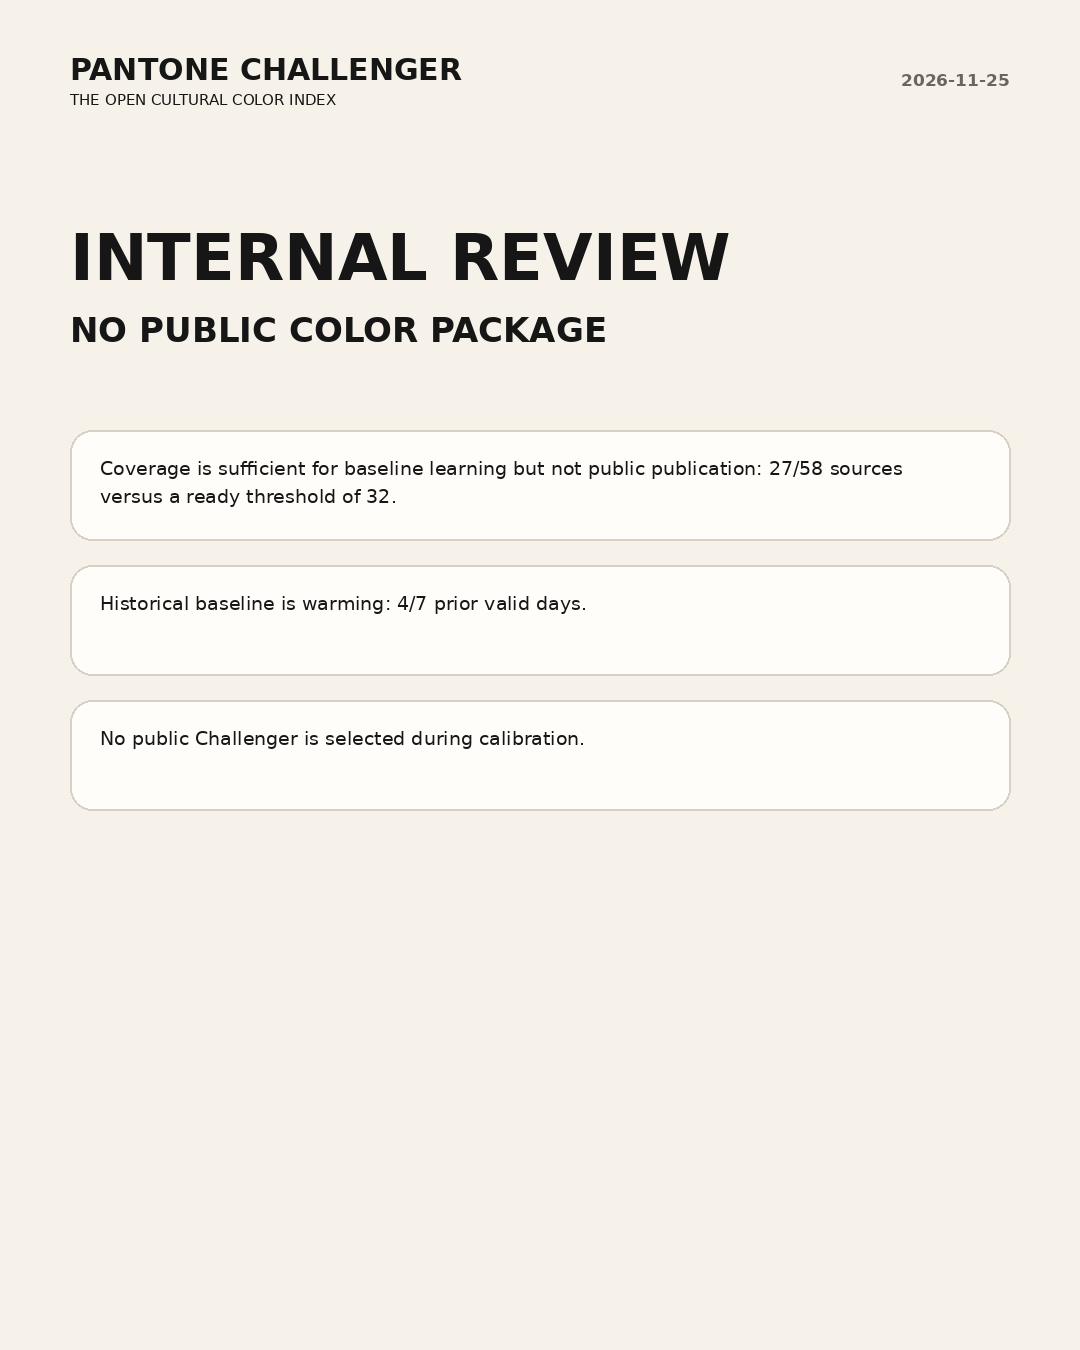 PANTONE CHALLENGER
THE OPEN CULTURAL COLOR INDEX
2026-11-25
INTERNAL REVIEW
NO PUBLIC COLOR PACKAGE
Coverage is sufficient for baseline learning but not public publication: 27/58 sources
versus a ready threshold of 32.
Historical baseline is warming: 4/7 prior valid days.
No public Challenger is selected during calibration.